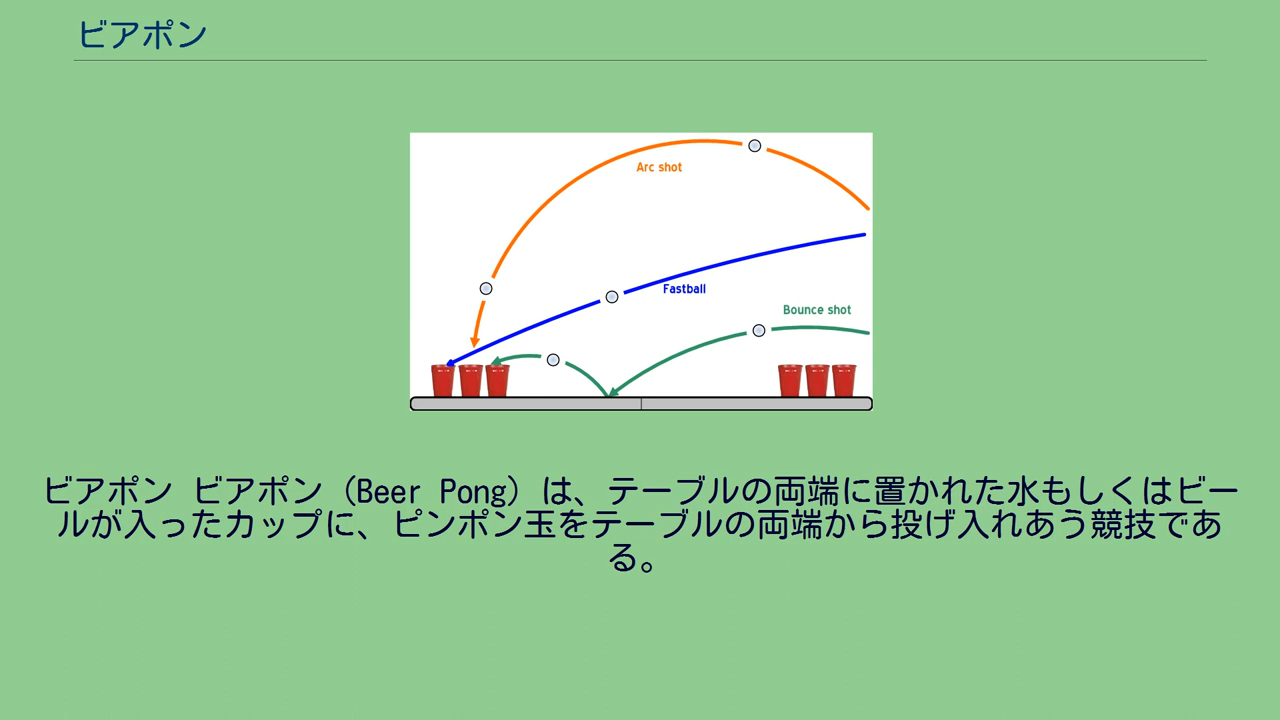 ビアポン
Arc shot
Fastball
Bounce shot
ビアポン ビアポン（Beer Pong）は、テーブルの両端に置かれた水もしくはビー
ルが入ったカップに、ピンポン玉をテーブルの両端から投げ入れあう競技であ
る。